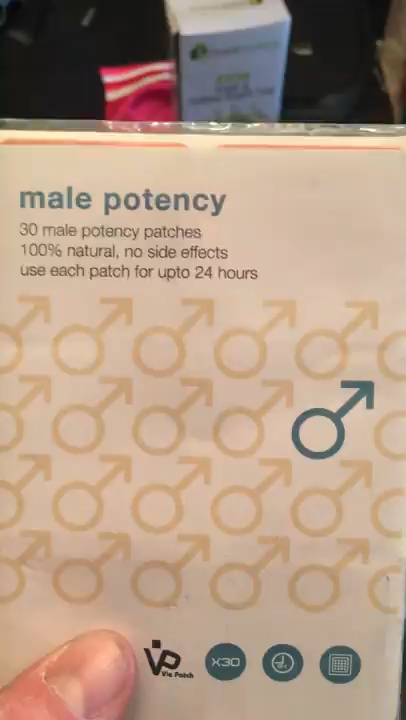 male potency
30 male potency patches
100% natural, no side effects
use each patch for upto 24 hours
VP
Vie Patch
X30